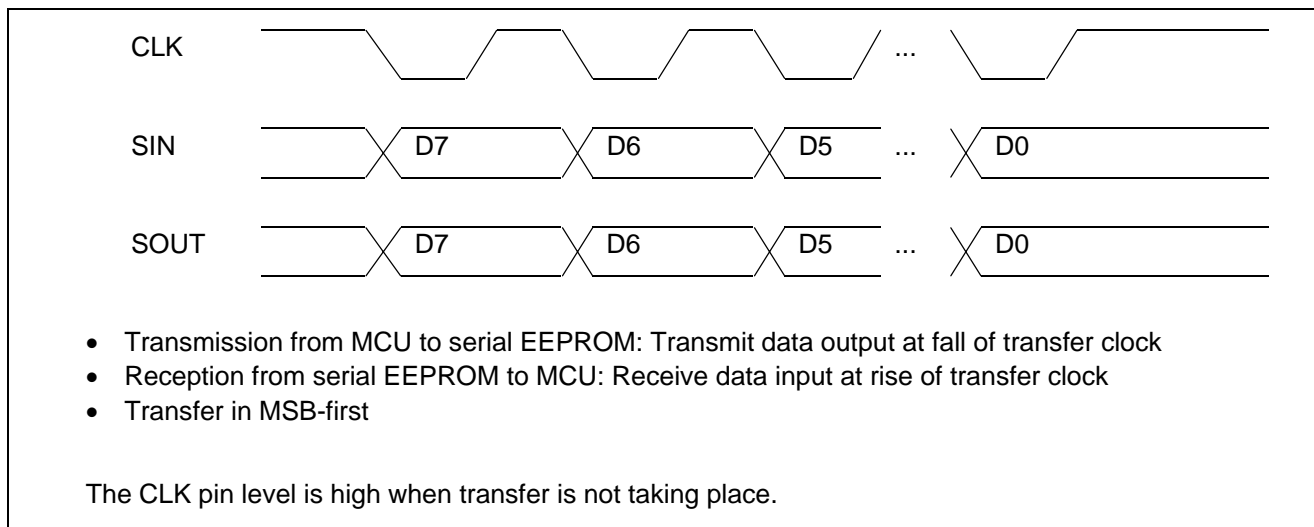 CLK ...
SIN D7 D6 D5 ... D0
SOUT D7 D6 D5 ... D0
• Transmission from MCU to serial EEPROM: Transmit data output at fall of transfer clock
• Reception from serial EEPROM to MCU: Receive data input at rise of transfer clock
• Transfer in MSB-first
The CLK pin level is high when transfer is not taking place.